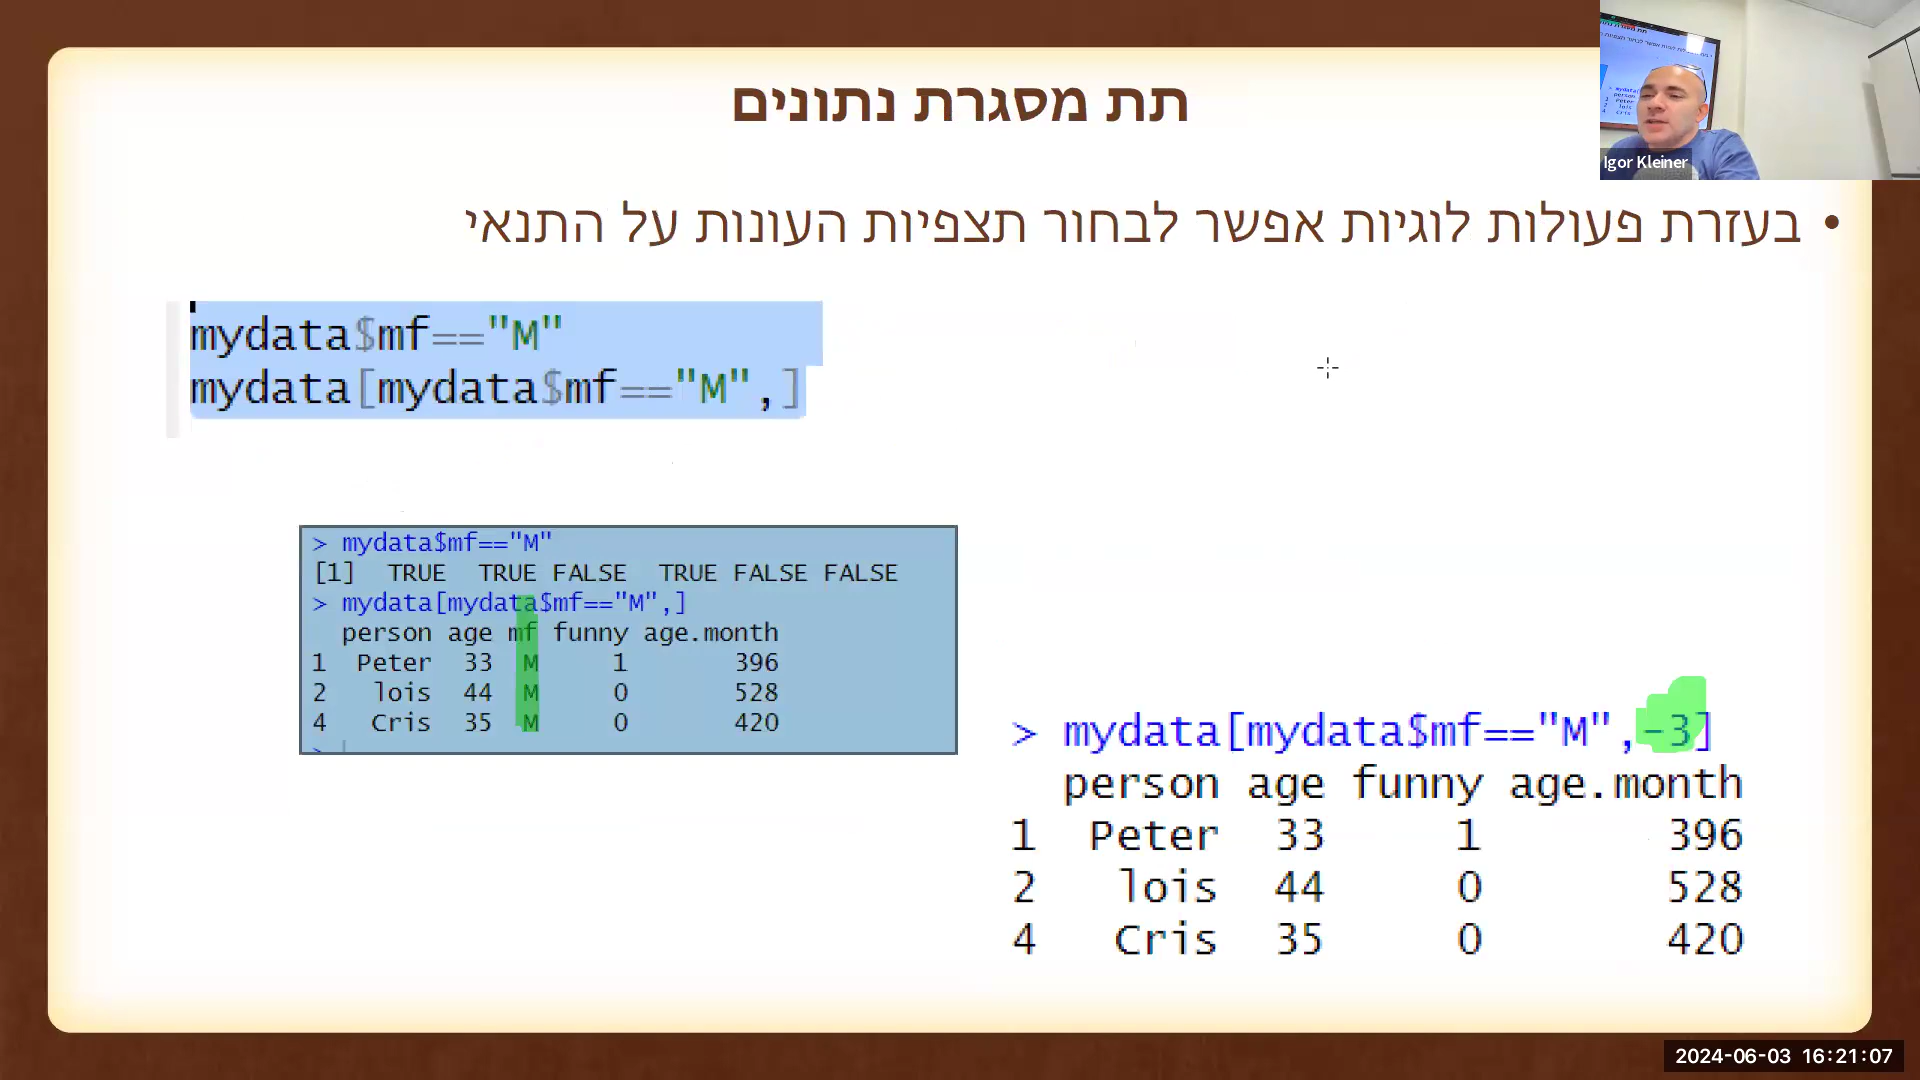 תת מסגרת נתונים
Igor Kleiner
• בעזרת פעולות לוגיות אפשר לבחור תצפיות העונות על התנאי
mydata$mf=="M"
mydata[mydata$mf=="M",]
> mydata$mf=="M"
[1] TRUE TRUE FALSE TRUE FALSE FALSE
> mydata[mydata$mf=="M",]
person age mf funny age.month
1 Peter 33 M 1 396
2 lois 44 M 0 528
4 Cris 35 M 0 420
>
> mydata[mydata$mf=="M",-3]
person age funny age.month
1 Peter 33 1 396
2 lois 44 0 528
4 Cris 35 0 420
2024-06-03 16:21:07